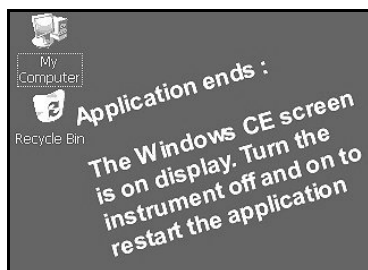 My
Computer
Recycle Bin
Application ends :
The Windows CE screen
is on display. Turn the
instrument off and on to
restart the application